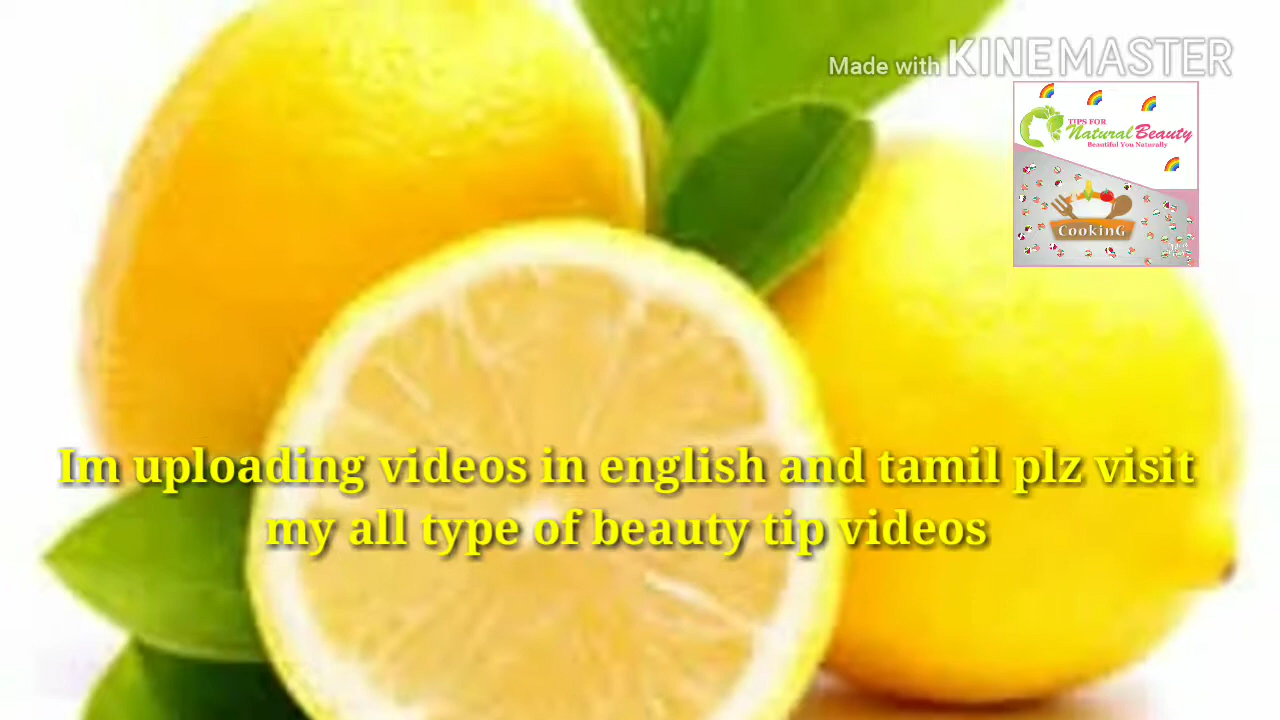 Made with KINEMASTER
TIPS FOR
Natural Beauty
Beautiful You Naturally
CookinG
Im uploading videos in english and tamil plz visit
my all type of beauty tip videos